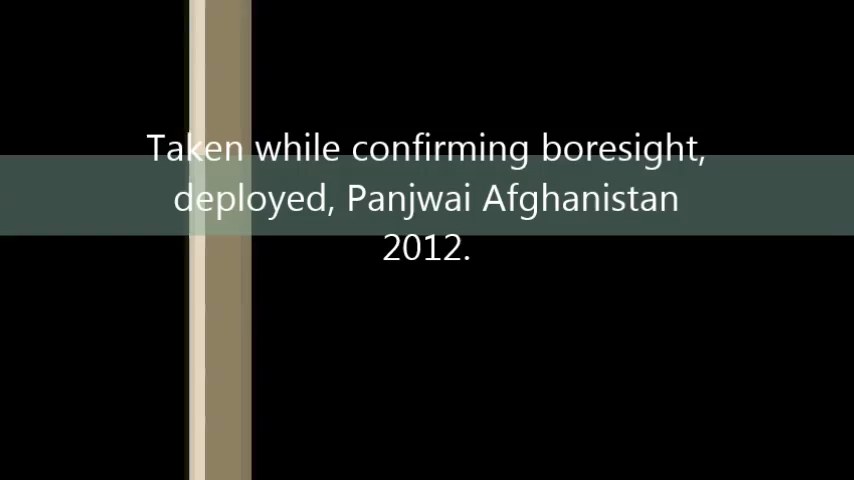 Taken while confirming boresight,
deployed, Panjwai Afghanistan
2012.